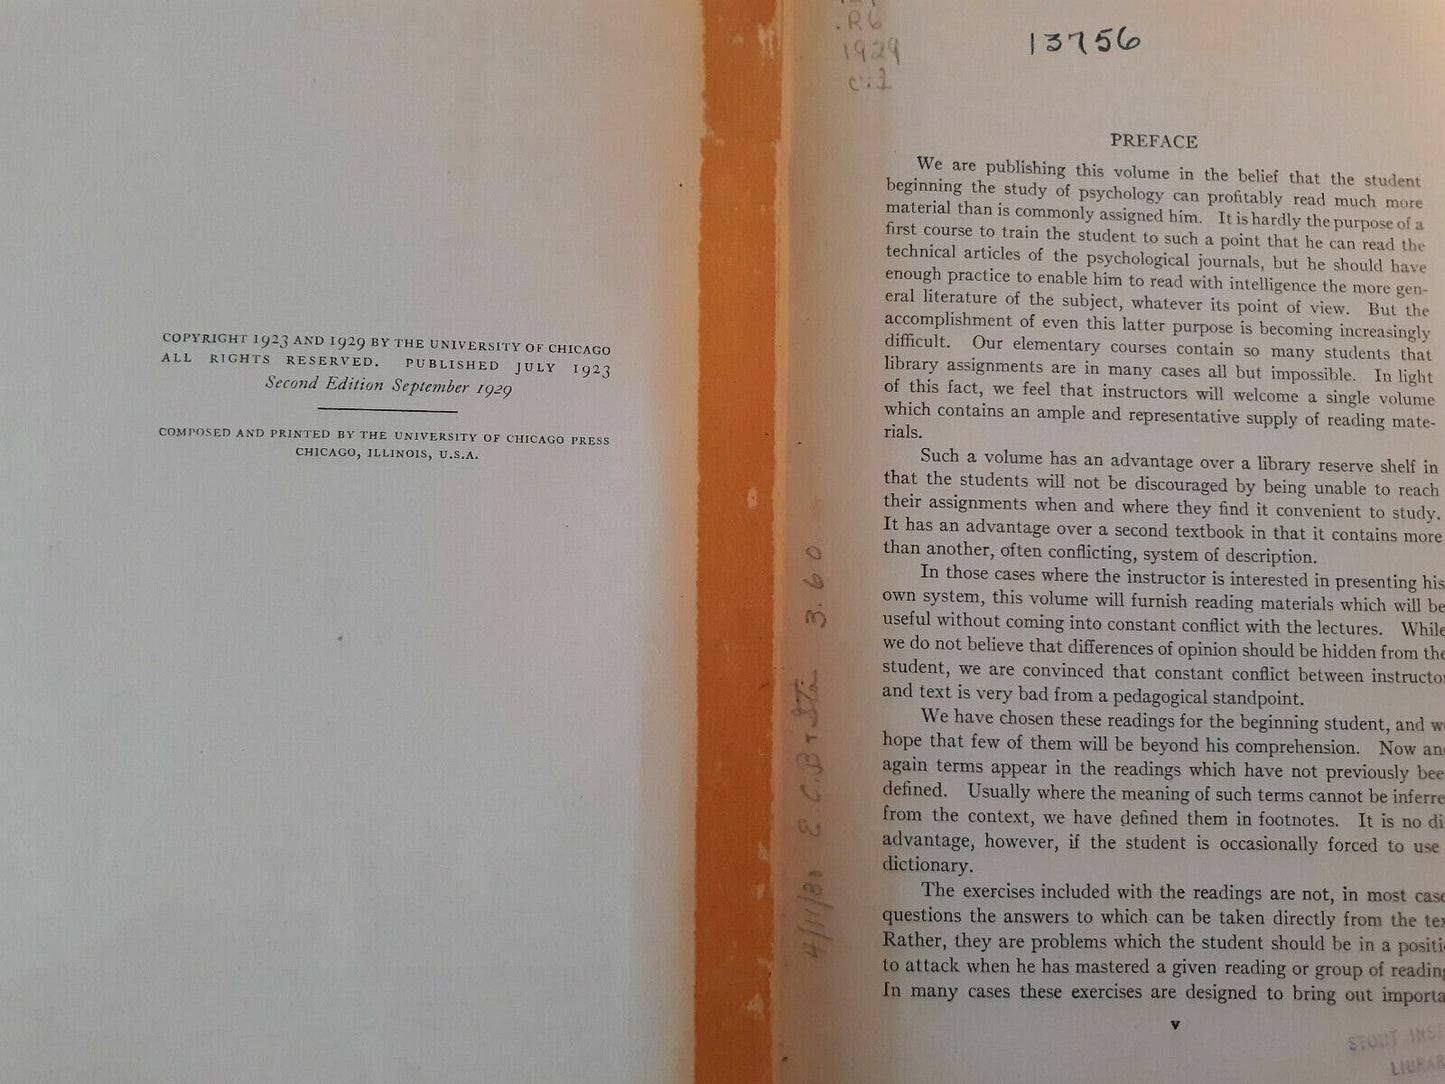 COPYRIGHT 1923 AND 1929 BY THE UNIVERSITY OF CHICAGO
ALL RIGHTS RESERVED. PUBLISHED JULY 1923
Second Edition September 1929
COMPOSED AND PRINTED BY THE UNIVERSITY OF CHICAGO PRESS
CHICAGO, ILLINOIS, U.S.A.
.R6
1929
c.1
13756
PREFACE
We are publishing this volume in the belief that the student
beginning the study of psychology can profitably read much more
material than is commonly assigned him. It is hardly the purpose of a
first course to train the student to such a point that he can read the
technical articles of the psychological journals, but he should have
enough practice to enable him to read with intelligence the more gen-
eral literature of the subject, whatever its point of view. But the
accomplishment of even this latter purpose is becoming increasingly
difficult. Our elementary courses contain so many students that
library assignments are in many cases all but impossible. In light
of this fact, we feel that instructors will welcome a single volume
which contains an ample and representative supply of reading mate-
rials.
Such a volume has an advantage over a library reserve shelf in
that the students will not be discouraged by being unable to reach
their assignments when and where they find it convenient to study.
It has an advantage over a second textbook in that it contains more
than another, often conflicting, system of description.
In those cases where the instructor is interested in presenting his
own system, this volume will furnish reading materials which will be
useful without coming into constant conflict with the lectures. While
we do not believe that differences of opinion should be hidden from the
student, we are convinced that constant conflict between instructor
and text is very bad from a pedagogical standpoint.
We have chosen these readings for the beginning student, and w
hope that few of them will be beyond his comprehension. Now an
again terms appear in the readings which have not previously bee
defined. Usually where the meaning of such terms cannot be inferre
from the context, we have defined them in footnotes. It is no di
advantage, however, if the student is occasionally forced to use
dictionary.
The exercises included with the readings are not, in most case
questions the answers to which can be taken directly from the te
Rather, they are problems which the student should be in a positi
to attack when he has mastered a given reading or group of reading
In many cases these exercises are designed to bring out importa
v
3.60
STOUT INST
LIBRAR